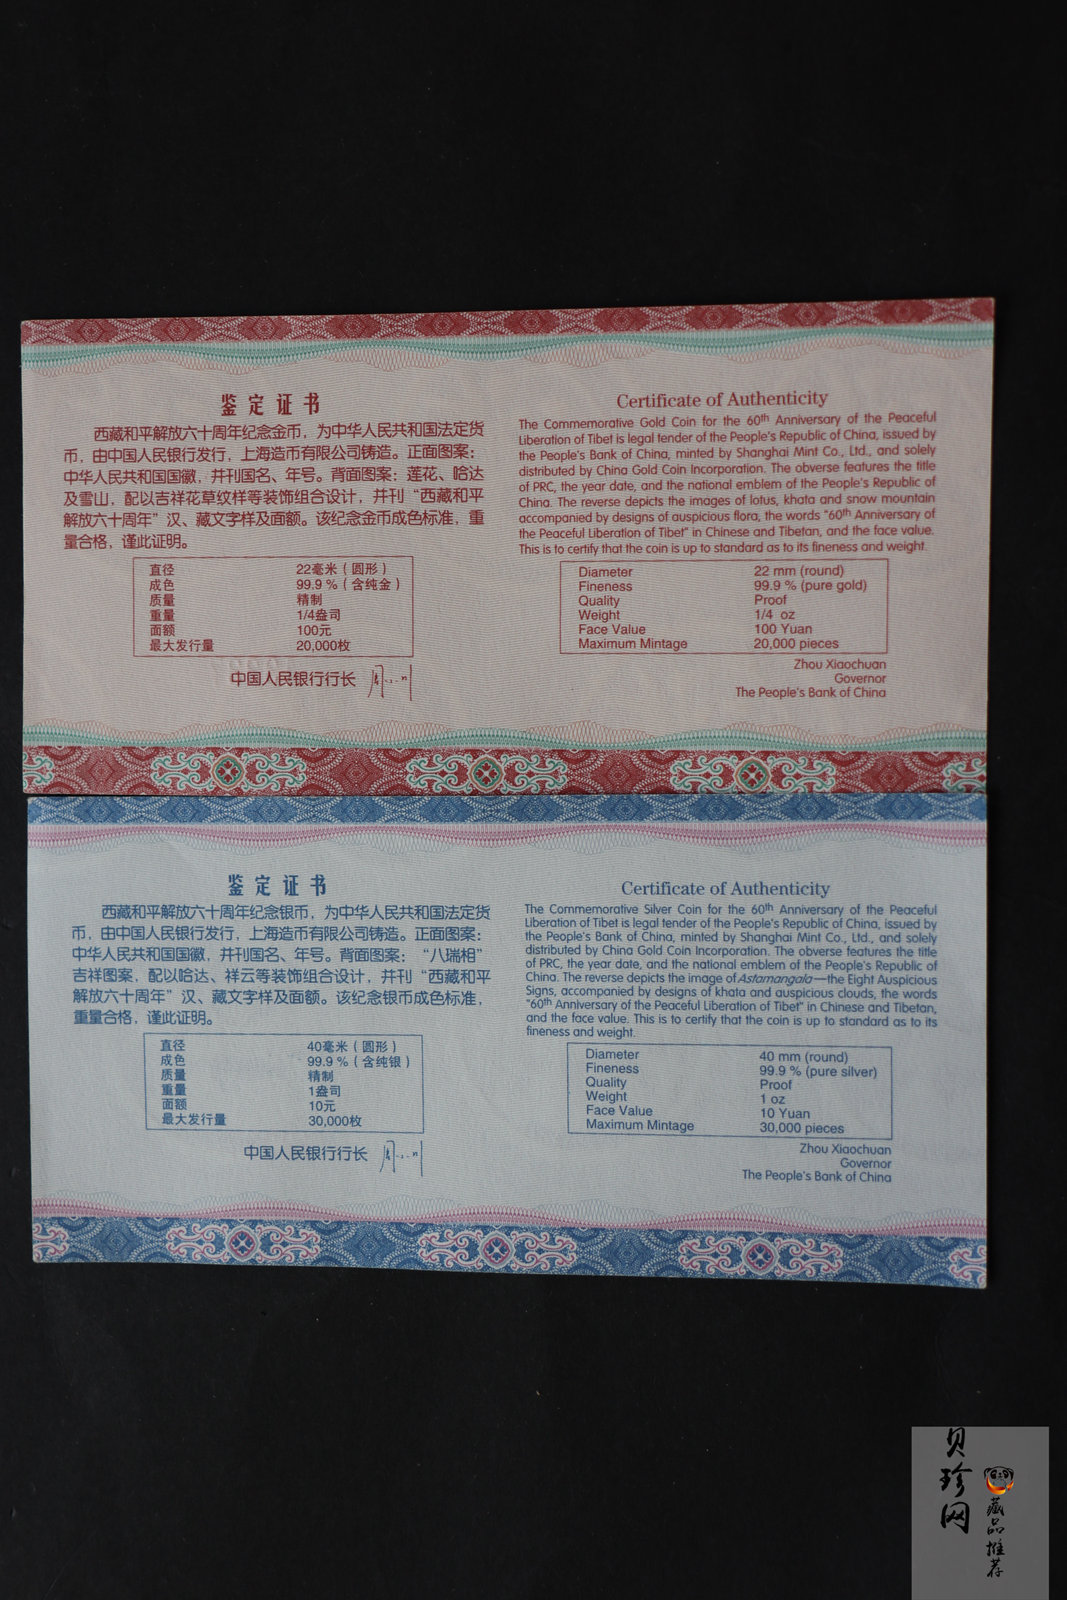 鉴定证书
西藏和平解放六十周年纪念金币，为中华人民共和国法定货
币，由中国人民银行发行，上海造币有限公司铸造。正面图案：
中华人民共和国国徽，并刊国名、年号。背面图案：莲花、哈达
及雪山，配以吉祥花草纹样等装饰组合设计，并刊“西藏和平
解放六十周年”汉、藏文字样及面额。该纪念金币成色标准，重
量合格，谨此证明。
直径 22毫米（圆形）
成色 99.9％（含纯金）
质量 精制
重量 1/4盎司
面额 100元
最大发行量 20,000枚
中国人民银行行长
Certificate of Authenticity
The Commemorative Gold Coin for the 60th Anniversary of the Peaceful
Liberation of Tibet is legal tender of the People's Republic of China, issued by
the People's Bank of China, minted by Shanghai Mint Co., Ltd., and solely
distributed by China Gold Coin Incorporation. The obverse features the title
of PRC, the year date, and the national emblem of the People's Republic of
China. The reverse depicts the images of lotus, khata and snow mountain
accompanied by designs of auspicious flora, the words "60th Anniversary of
the Peaceful Liberation of Tibet" in Chinese and Tibetan, and the face value.
This is to certify that the coin is up to standard as to its fineness and weight.
Diameter 22 mm (round)
Fineness 99.9 % (pure gold)
Quality Proof
Weight 1/4 oz
Face Value 100 Yuan
Maximum Mintage 20,000 pieces
Zhou Xiaochuan
Governor
The People's Bank of China
鉴定证书
西藏和平解放六十周年纪念银币，为中华人民共和国法定货
币，由中国人民银行发行，上海造币有限公司铸造。正面图案：
中华人民共和国国徽，并刊国名、年号。背面图案：“八瑞相”
吉祥图案，配以哈达、祥云等装饰组合设计，并刊“西藏和平
解放六十周年”汉、藏文字样及面额。该纪念银币成色标准，
重量合格，谨此证明。
直径 40毫米（圆形）
成色 99.9％（含纯银）
质量 精制
重量 1盎司
面额 10元
最大发行量 30,000枚
中国人民银行行长
Certificate of Authenticity
The Commemorative Silver Coin for the 60th Anniversary of the Peaceful
Liberation of Tibet is legal tender of the People's Republic of China, issued by
the People's Bank of China, minted by Shanghai Mint Co., Ltd., and solely
distributed by China Gold Coin Incorporation. The obverse features the title
of PRC, the year date, and the national emblem of the People's Republic of
China. The reverse depicts the image of Astamangala—the Eight Auspicious
Signs, accompanied by designs of khata and auspicious clouds, the words
"60th Anniversary of the Peaceful Liberation of Tibet" in Chinese and Tibetan,
and the face value. This is to certify that the coin is up to standard as to its
fineness and weight.
Diameter 40 mm (round)
Fineness 99.9 % (pure silver)
Quality Proof
Weight 1 oz
Face Value 10 Yuan
Maximum Mintage 30,000 pieces
Zhou Xiaochuan
Governor
The People's Bank of China
贝珍网
藏品推荐